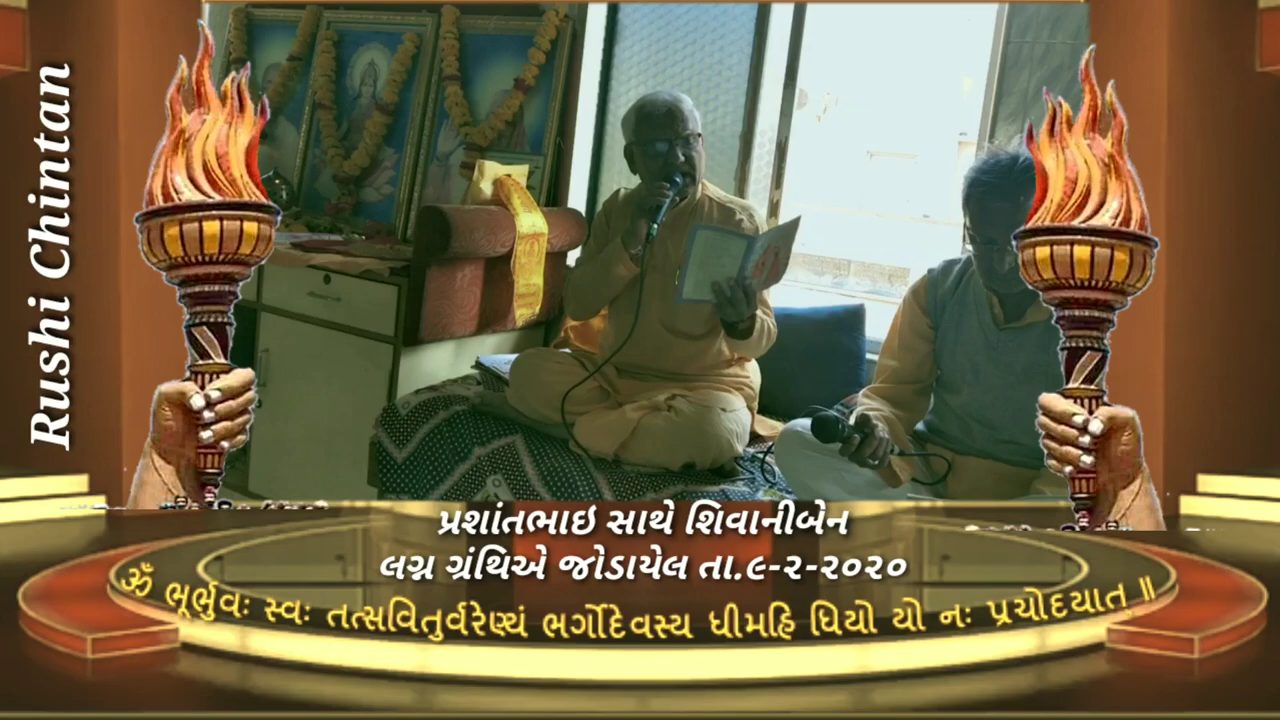 Rushi Chintan
પ્રશાંતભાઇ સાથે શિવાનીબેન
લગ્ન ગ્રંથિએ જોડાયેલ તા.૯-૨-૨૦૨૦
ૐ ભૂર્ભુવઃ સ્વઃ તત્સવિતુર્વરેણ્યં ભર્ગોદેવસ્ય ધીમહિ ધિયો યો નઃ પ્રચોદયાત્ ॥